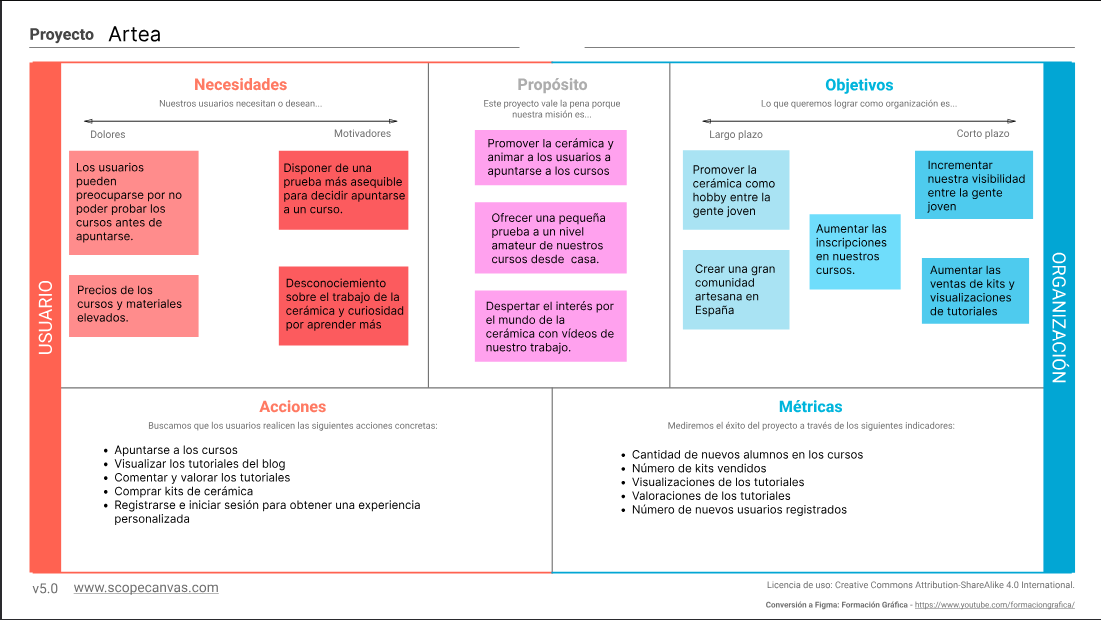 Proyecto Artea
Necesidades
Nuestros usuarios necesitan o desean...
Dolores
Motivadores
Los usuarios
pueden
preocuparse por no
poder probar los
cursos antes de
apuntarse.
Disponer de una
prueba más asequible
para decidir apuntarse
a un curso.
Precios de los
cursos y materiales
elevados.
Desconociemiento
sobre el trabajo de la
cerámica y curiosidad
por aprender más
Propósito
Este proyecto vale la pena porque
nuestra misión es...
Promover la cerámica y
animar a los usuarios a
apuntarse a los cursos
Ofrecer una pequeña
prueba a un nivel
amateur de nuestros
cursos desde  casa.
Despertar el interés por
el mundo de la
cerámica con vídeos de
nuestro trabajo.
Objetivos
Lo que queremos lograr como organización es...
Largo plazo
Corto plazo
Promover la
cerámica como
hobby entre la
gente joven
Crear una gran
comunidad
artesana en
España
Aumentar las
inscripciones
en nuestros
cursos.
Incrementar
nuestra visibilidad
entre la gente
joven
Aumentar las
ventas de kits y
visualizaciones
de tutoriales
USUARIO
ORGANIZACIÓN
Acciones
Buscamos que los usuarios realicen las siguientes acciones concretas:
• Apuntarse a los cursos
• Visualizar los tutoriales del blog
• Comentar y valorar los tutoriales
• Comprar kits de cerámica
• Registrarse e iniciar sesión para obtener una experiencia
personalizada
Métricas
Mediremos el éxito del proyecto a través de los siguientes indicadores:
• Cantidad de nuevos alumnos en los cursos
• Número de kits vendidos
• Visualizaciones de los tutoriales
• Valoraciones de los tutoriales
• Número de nuevos usuarios registrados
v5.0 www.scopecanvas.com
Licencia de uso: Creative Commons Attribution-ShareAlike 4.0 International.
Conversión a Figma: Formación Gráfica - https://www.youtube.com/formaciongrafica/